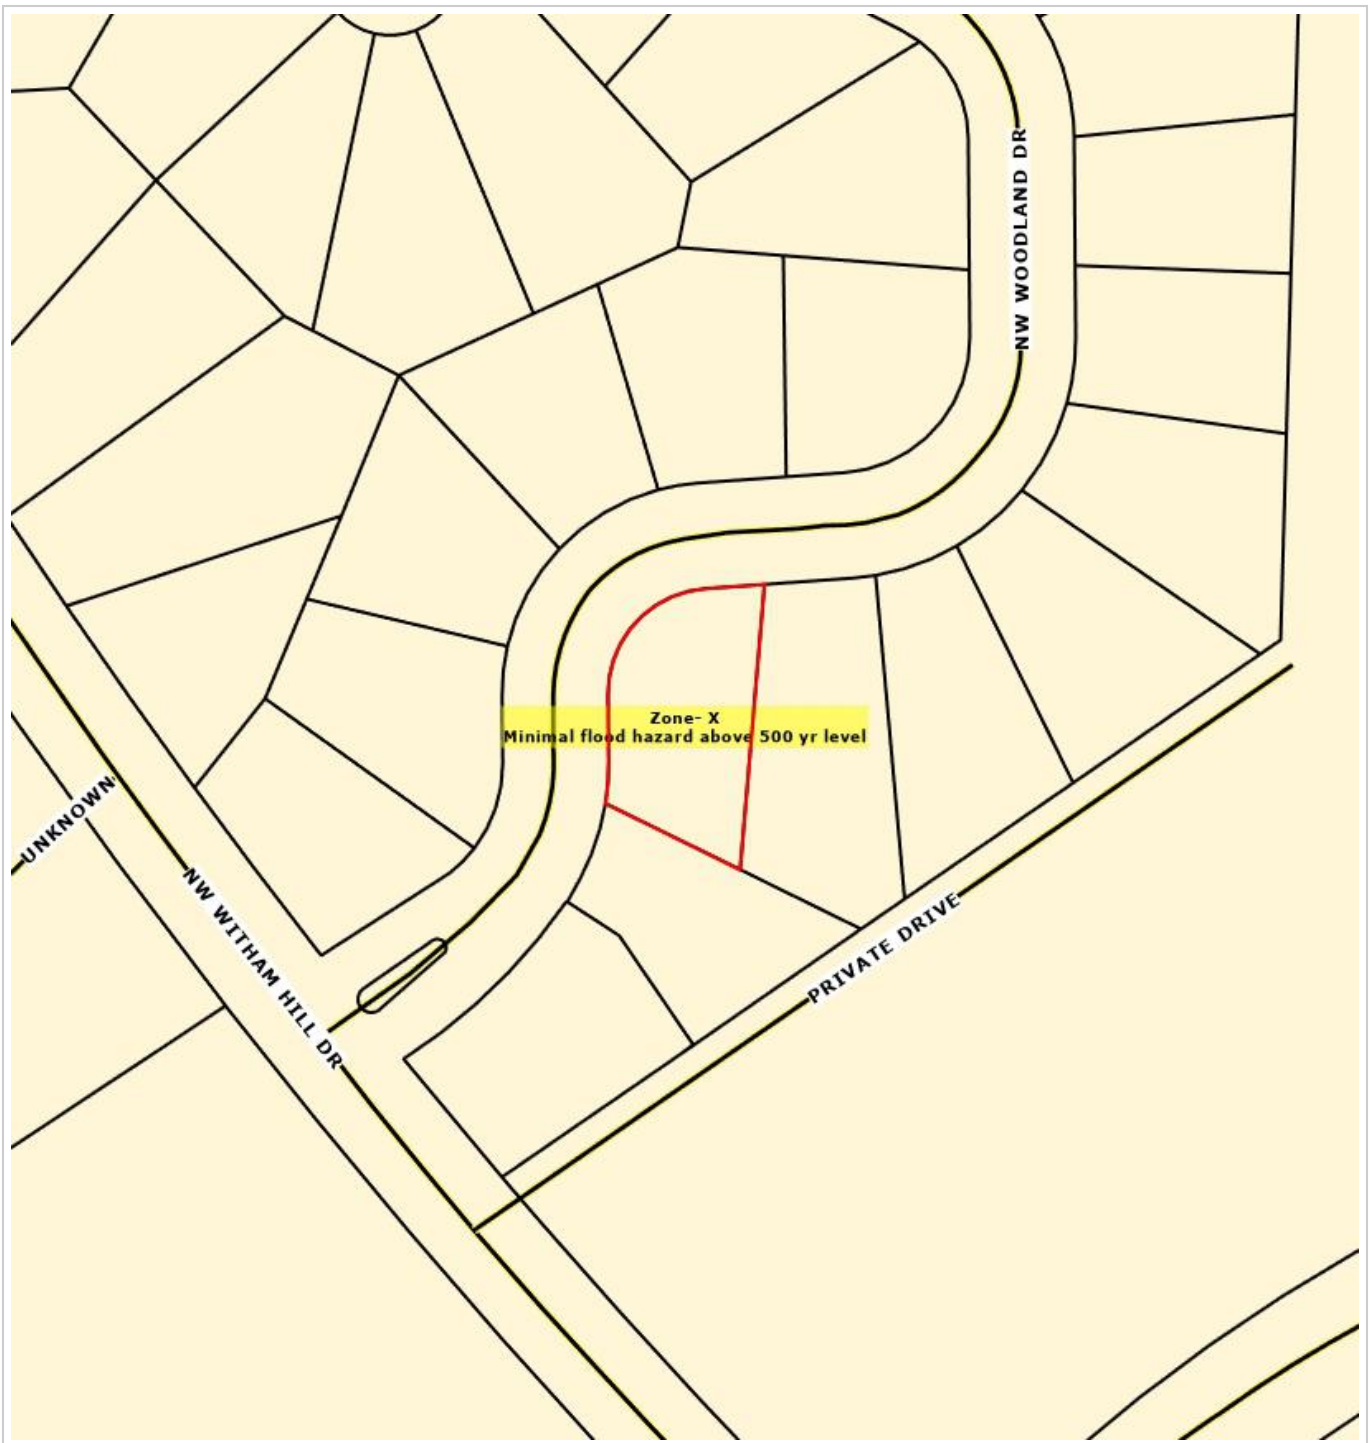 NW WOODLAND DR
Zone- X
Minimal flood hazard above 500 yr level
UNKNOWN
NW WITHAM HILL DR
PRIVATE DRIVE